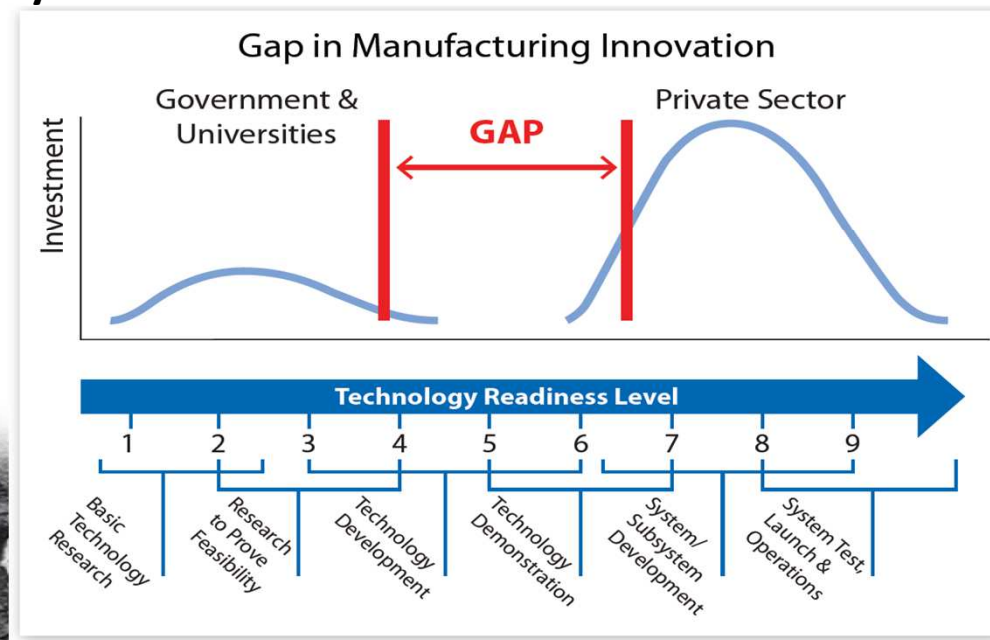 Gap in Manufacturing Innovation
Government &
Universities
Private Sector
GAP
Investment
Technology Readiness Level
1 2 3 4 5 6 7 8 9
Basic
Technology
Research
Research
to Prove
Feasibility
Technology
Development
Technology
Demonstration
System/
Subsystem
Development
System Test,
Launch &
Operations